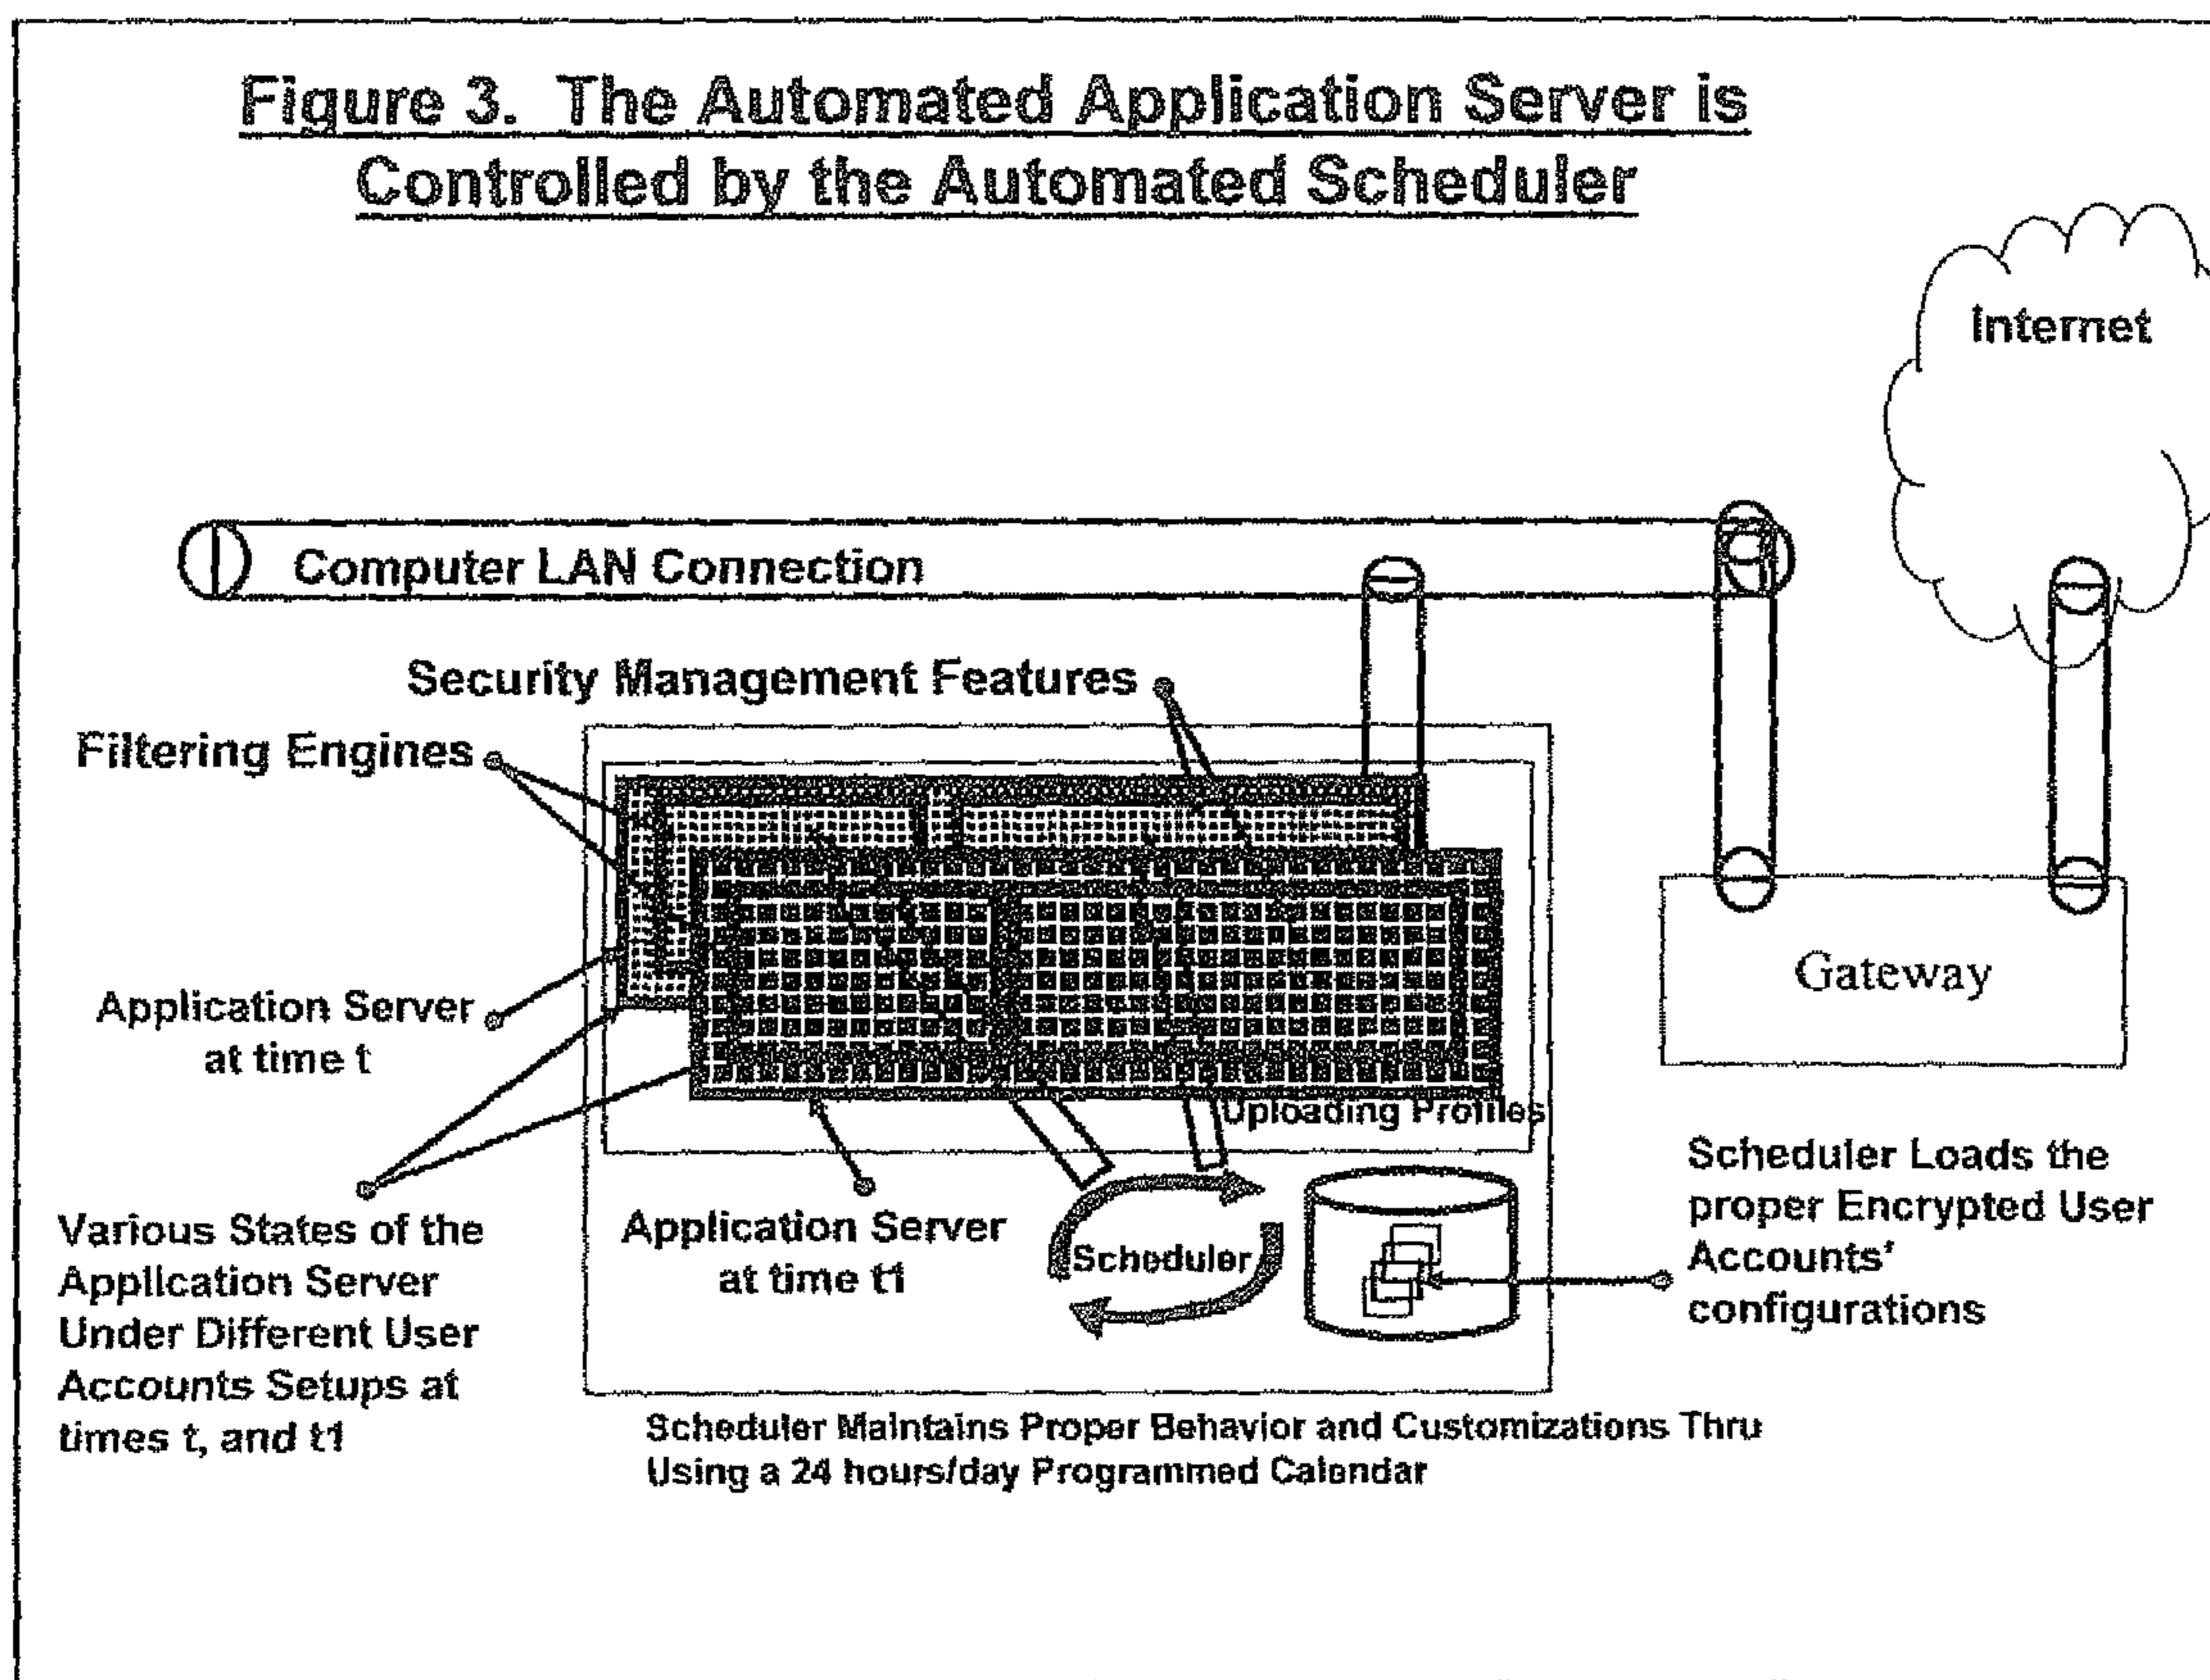 Figure 3. The Automated Application Server is
Controlled by the Automated Scheduler
Internet
Computer LAN Connection
Security Management Features
Filtering Engines
Application Server
at time t
Gateway
Uploading Profiles
Various States of the
Application Server
Under Different User
Accounts Setups at
times t, and t1
Application Server
at time t1
Scheduler
Scheduler Loads the
proper Encrypted User
Accounts'
configurations
Scheduler Maintains Proper Behavior and Customizations Thru
Using a 24 hours/day Programmed Calendar